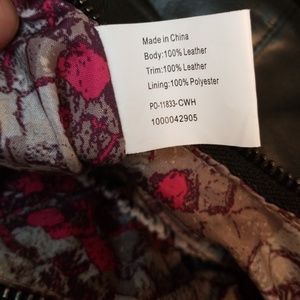 Made in China
Body:100% Leather
Trim:100% Leather
Lining:100% Polyester
PO-11833-CWH
1000042905